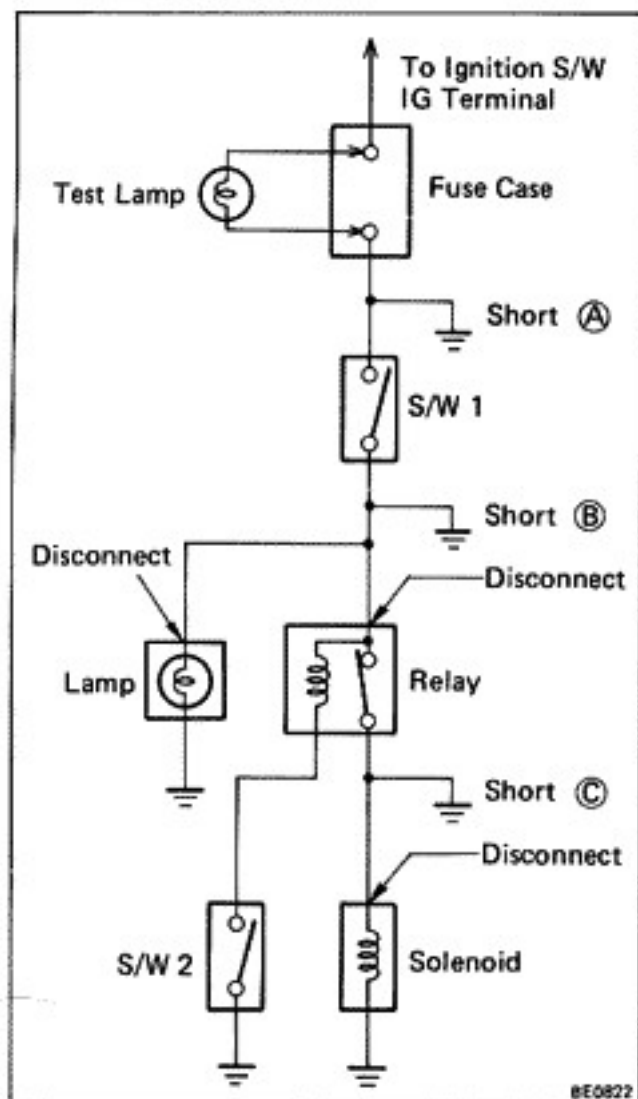 To Ignition S/W
IG Terminal
Test Lamp
Fuse Case
Short Ⓐ
S/W 1
Short Ⓑ
Disconnect
Disconnect
Lamp
Relay
Short Ⓒ
Disconnect
S/W 2
Solenoid
BE0822